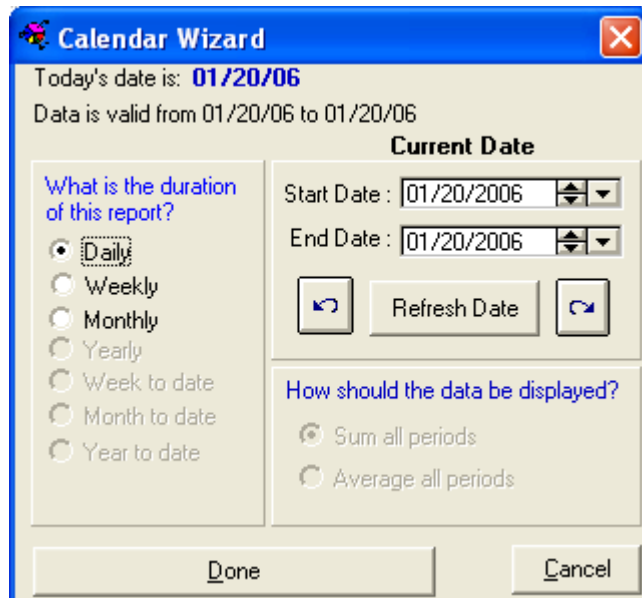 Calendar Wizard
Today's date is: 01/20/06
Data is valid from 01/20/06 to 01/20/06
Current Date
What is the duration
of this report?
Daily
Weekly
Monthly
Yearly
Week to date
Month to date
Year to date
Start Date : 01/20/2006
End Date : 01/20/2006
Refresh Date
How should the data be displayed?
Sum all periods
Average all periods
Done
Cancel